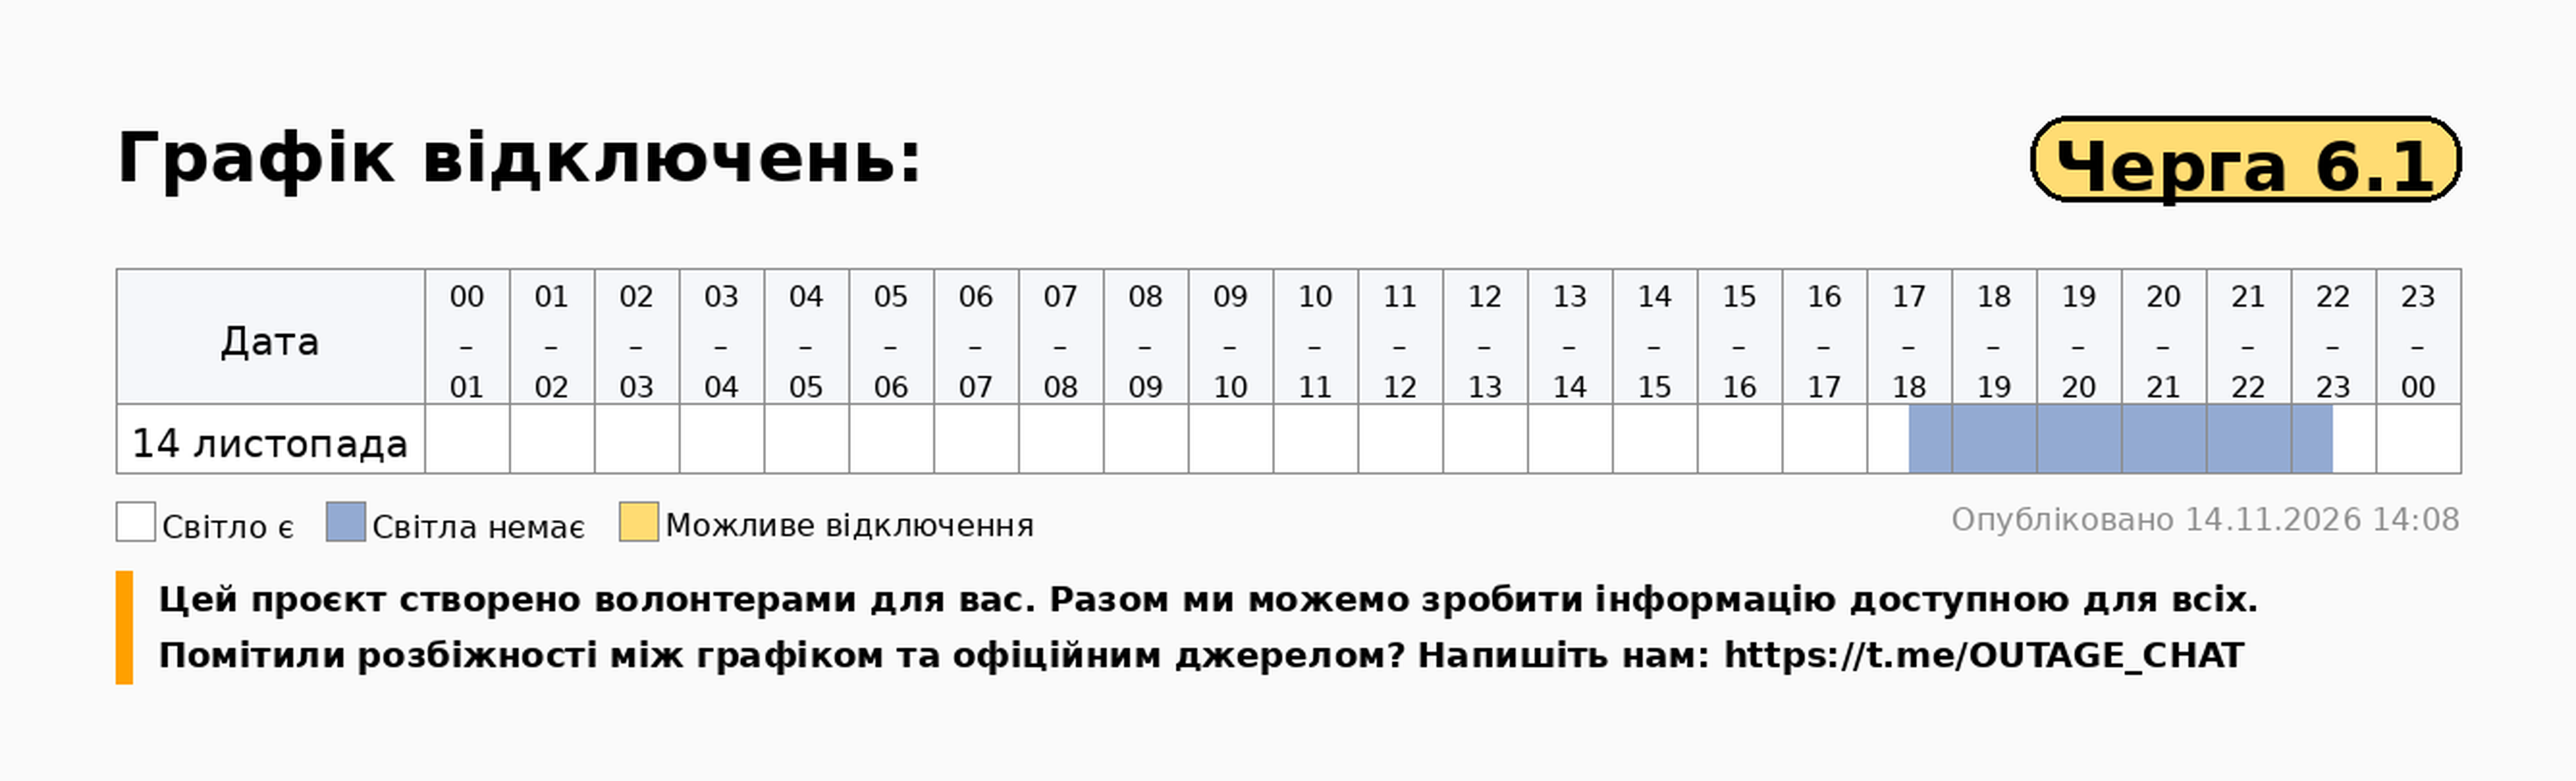 Графік відключень:
Черга 6.1
Дата
00 – 01
01 – 02
02 – 03
03 – 04
04 – 05
05 – 06
06 – 07
07 – 08
08 – 09
09 – 10
10 – 11
11 – 12
12 – 13
13 – 14
14 – 15
15 – 16
16 – 17
17 – 18
18 – 19
19 – 20
20 – 21
21 – 22
22 – 23
23 – 00
14 листопада
Світло є
Світла немає
Можливе відключення
Опубліковано 14.11.2026 14:08
Цей проєкт створено волонтерами для вас. Разом ми можемо зробити інформацію доступною для всіх.
Помітили розбіжності між графіком та офіційним джерелом? Напишіть нам: https://t.me/OUTAGE_CHAT